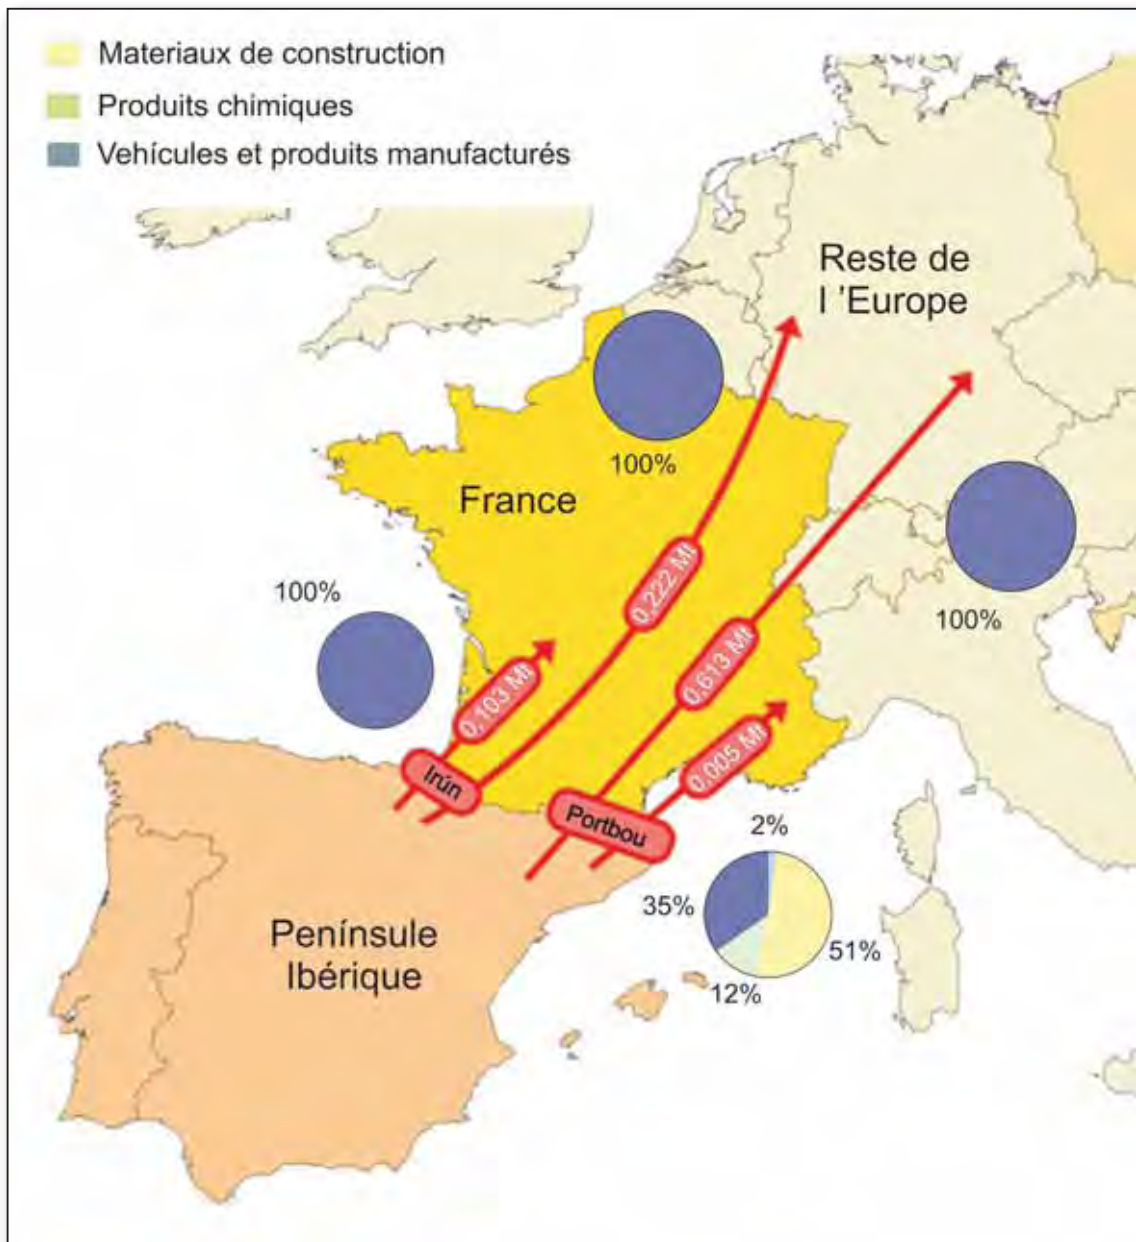 Materiaux de construction
Produits chimiques
Vehícules et produits manufacturés
Reste de
l 'Europe
100%
France
0,222 Mt
100%
100%
0,613 Mt
0,103 Mt
0,005 Mt
Irún
Portbou
2%
35%
51%
12%
Penínsule
Ibérique